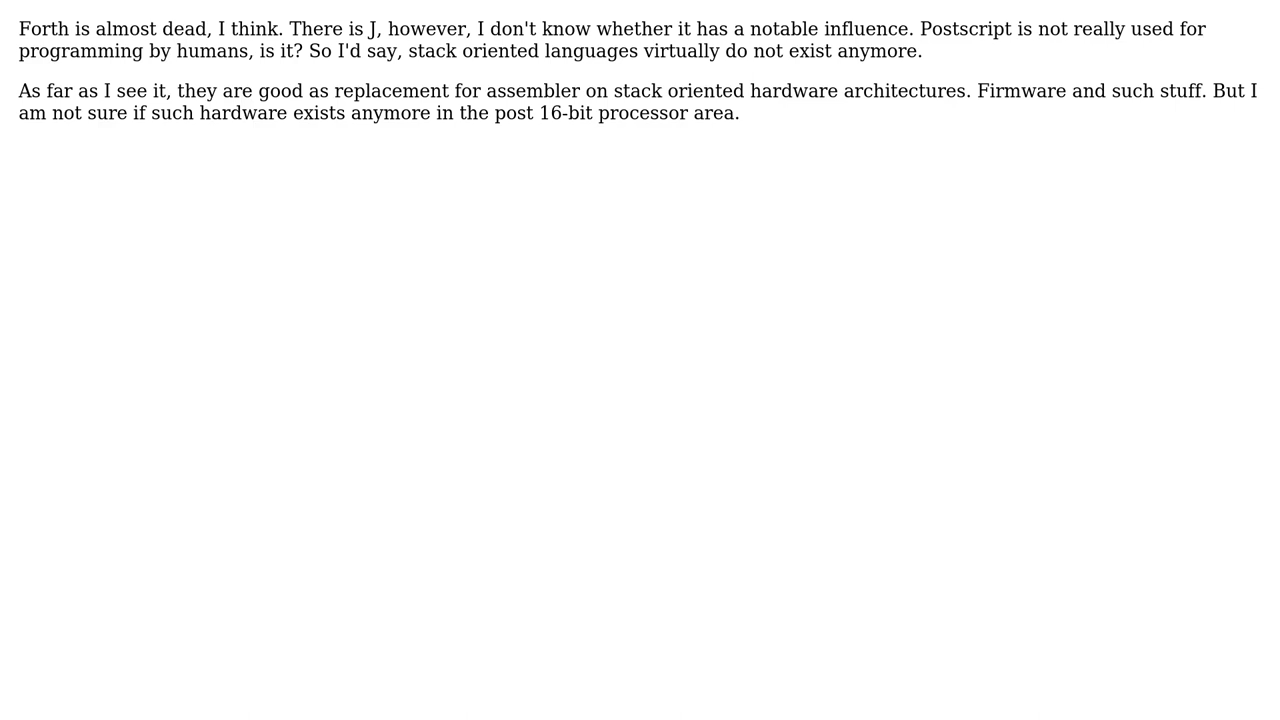 Forth is almost dead, I think. There is J, however, I don't know whether it has a notable influence. Postscript is not really used for
programming by humans, is it? So I'd say, stack oriented languages virtually do not exist anymore.
As far as I see it, they are good as replacement for assembler on stack oriented hardware architectures. Firmware and such stuff. But I
am not sure if such hardware exists anymore in the post 16-bit processor area.